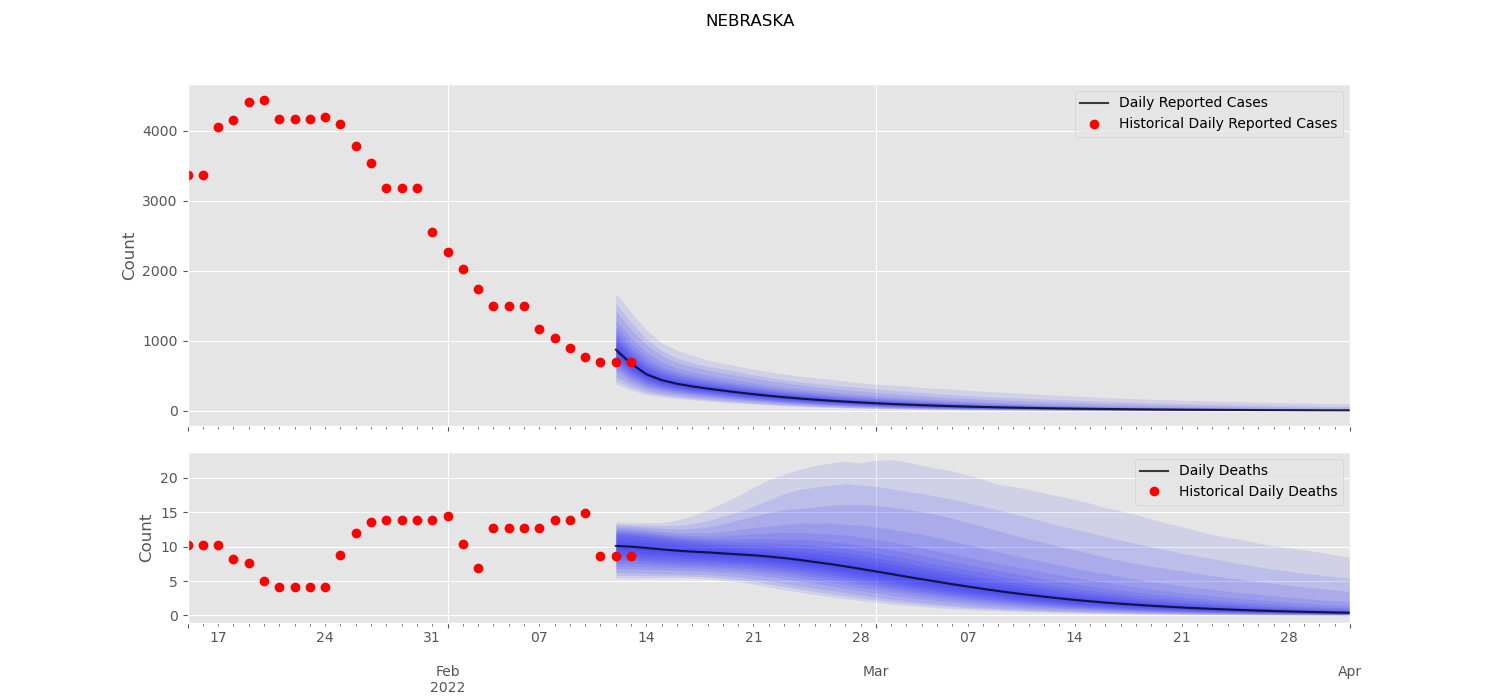 NEBRASKA
Daily Reported Cases
Historical Daily Reported Cases
Count
4000
3000
2000
1000
0
Daily Deaths
Historical Daily Deaths
Count
20
15
10
5
0
17 24 31 07 14 21 28 07 14 21 28
Feb Mar Apr
2022